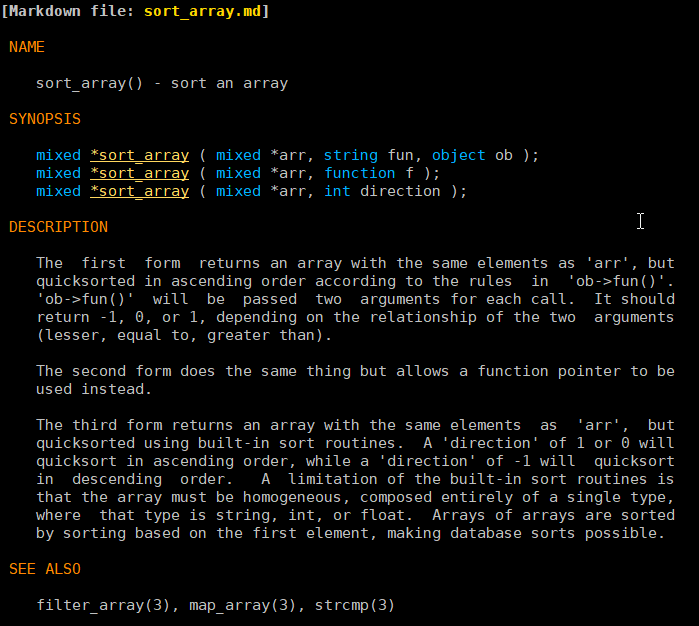 [Markdown file: sort_array.md]
NAME
sort_array() - sort an array
SYNOPSIS
mixed *sort_array ( mixed *arr, string fun, object ob );
mixed *sort_array ( mixed *arr, function f );
mixed *sort_array ( mixed *arr, int direction );
DESCRIPTION
The first form returns an array with the same elements as 'arr', but
quicksorted in ascending order according to the rules in 'ob->fun()'.
'ob->fun()' will be passed two arguments for each call. It should
return -1, 0, or 1, depending on the relationship of the two arguments
(lesser, equal to, greater than).
The second form does the same thing but allows a function pointer to be
used instead.
The third form returns an array with the same elements as 'arr', but
quicksorted using built-in sort routines. A 'direction' of 1 or 0 will
quicksort in ascending order, while a 'direction' of -1 will quicksort
in descending order. A limitation of the built-in sort routines is
that the array must be homogeneous, composed entirely of a single type,
where that type is string, int, or float. Arrays of arrays are sorted
by sorting based on the first element, making database sorts possible.
SEE ALSO
filter_array(3), map_array(3), strcmp(3)